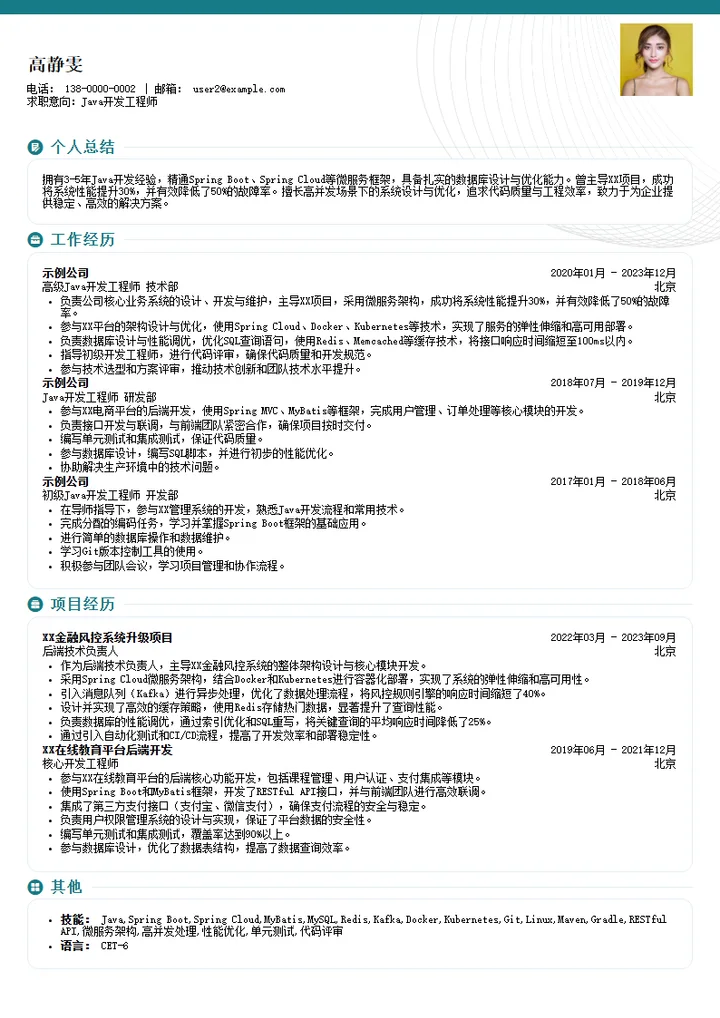 高静雯
电话： 138-0000-0002 | 邮箱： user2@example.com
求职意向：Java开发工程师
个人总结
拥有3-5年Java开发经验，精通Spring Boot、Spring Cloud等微服务框架，具备扎实的数据库设计与优化能力。曾主导XX项目，成功
将系统性能提升30%，并有效降低了50%的故障率。擅长高并发场景下的系统设计与优化，追求代码质量与工程效率，致力于为企业提
供稳定、高效的解决方案。
工作经历
示例公司 2020年01月 - 2023年12月
高级Java开发工程师 技术部 北京
• 负责公司核心业务系统的设计、开发与维护，主导XX项目，采用微服务架构，成功将系统性能提升30%，并有效降低了50%的故障
率。
• 参与XX平台的架构设计与优化，使用Spring Cloud、Docker、Kubernetes等技术，实现了服务的弹性伸缩和高可用部署。
• 负责数据库设计与性能调优，优化SQL查询语句，使用Redis、Memcached等缓存技术，将接口响应时间缩短至100ms以内。
• 指导初级开发工程师，进行代码评审，确保代码质量和开发规范。
• 参与技术选型和方案评审，推动技术创新和团队技术水平提升。
示例公司 2018年07月 - 2019年12月
Java开发工程师 研发部 北京
• 参与XX电商平台的后端开发，使用Spring MVC、MyBatis等框架，完成用户管理、订单处理等核心模块的开发。
• 负责接口开发与联调，与前端团队紧密合作，确保项目按时交付。
• 编写单元测试和集成测试，保证代码质量。
• 参与数据库设计，编写SQL脚本，并进行初步的性能优化。
• 协助解决生产环境中的技术问题。
示例公司 2017年01月 - 2018年06月
初级Java开发工程师 开发部 北京
• 在导师指导下，参与XX管理系统的开发，熟悉Java开发流程和常用技术。
• 完成分配的编码任务，学习并掌握Spring Boot框架的基础应用。
• 进行简单的数据库操作和数据维护。
• 学习Git版本控制工具的使用。
• 积极参与团队会议，学习项目管理和协作流程。
项目经历
XX金融风控系统升级项目 2022年03月 - 2023年09月
后端技术负责人 北京
• 作为后端技术负责人，主导XX金融风控系统的整体架构设计与核心模块开发。
• 采用Spring Cloud微服务架构，结合Docker和Kubernetes进行容器化部署，实现了系统的弹性伸缩和高可用性。
• 引入消息队列（Kafka）进行异步处理，优化了数据处理流程，将风控规则引擎的响应时间缩短了40%。
• 设计并实现了高效的缓存策略，使用Redis存储热门数据，显著提升了查询性能。
• 负责数据库的性能调优，通过索引优化和SQL重写，将关键查询的平均响应时间降低了25%。
• 通过引入自动化测试和CI/CD流程，提高了开发效率和部署稳定性。
XX在线教育平台后端开发 2019年06月 - 2021年12月
核心开发工程师 北京
• 参与XX在线教育平台的后端核心功能开发，包括课程管理、用户认证、支付集成等模块。
• 使用Spring Boot和MyBatis框架，开发了RESTful API接口，并与前端团队进行高效联调。
• 集成了第三方支付接口（支付宝、微信支付），确保支付流程的安全与稳定。
• 负责用户权限管理系统的设计与实现，保证了平台数据的安全性。
• 编写单元测试和集成测试，覆盖率达到90%以上。
• 参与数据库设计，优化了数据表结构，提高了数据查询效率。
其他
• 技能： Java,Spring Boot,Spring Cloud,MyBatis,MySQL,Redis,Kafka,Docker,Kubernetes,Git,Linux,Maven,Gradle,RESTful
API,微服务架构,高并发处理,性能优化,单元测试,代码评审
• 语言： CET-6